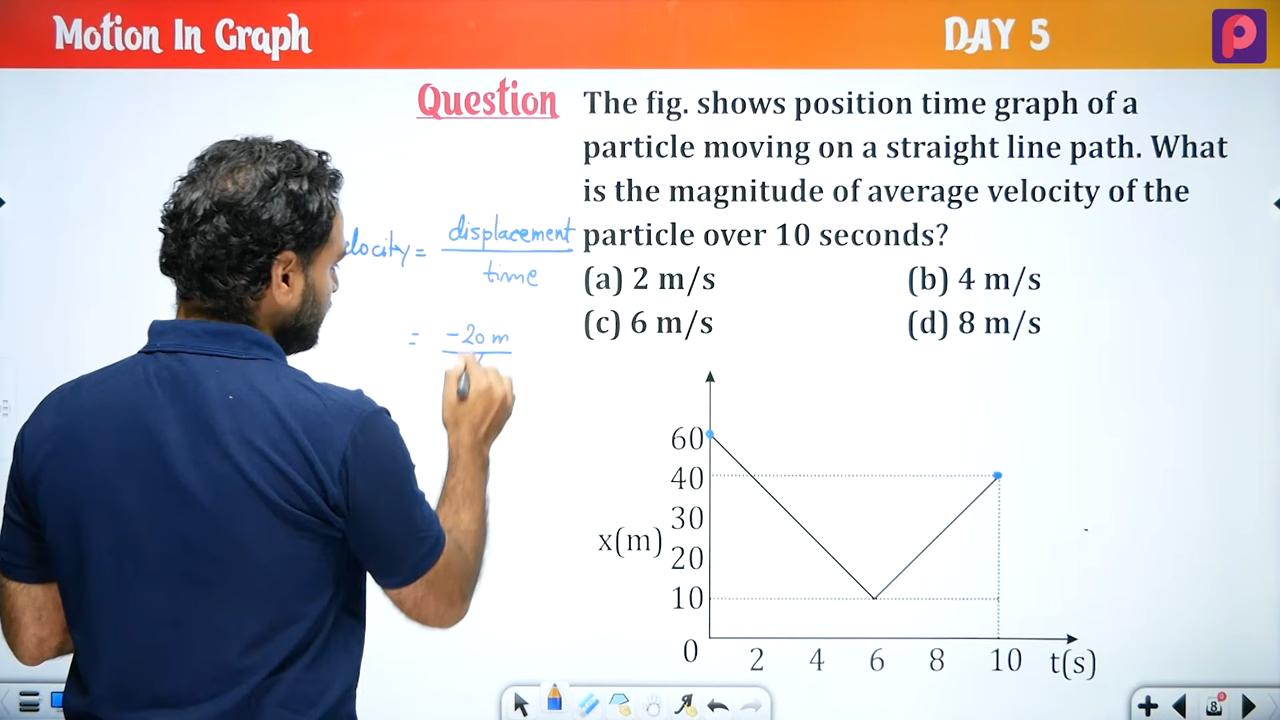 Motion In Graph
DAY 5
Question
The fig. shows position time graph of a
particle moving on a straight line path. What
is the magnitude of average velocity of the
particle over 10 seconds?
(a) 2 m/s
(b) 4 m/s
(c) 6 m/s
(d) 8 m/s
locity = displacement
time
= -20 m
60
40
30
20
10
0
x(m)
2 4 6 8 10 t(s)
8